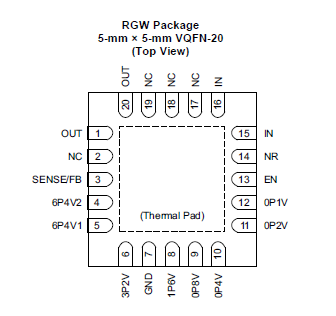 RGW Package
5-mm × 5-mm VQFN-20
(Top View)
OUT NC NC NC IN
20 19 18 17 16
OUT 1 15 IN
NC 2 14 NR
SENSE/FB 3 13 EN
6P4V2 4 12 0P1V
6P4V1 5 11 0P2V
(Thermal Pad)
6 7 8 9 10
3P2V GND 1P6V 0P8V 0P4V